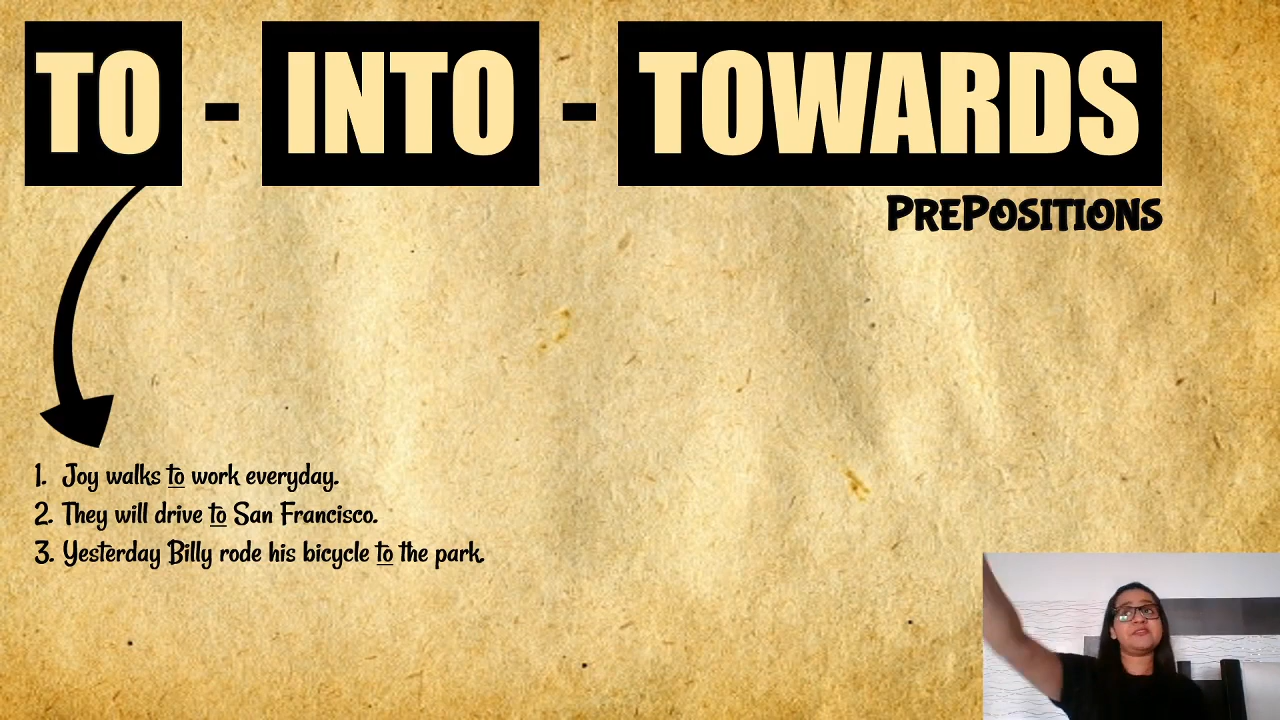 TO - INTO - TOWARDS
PREPOSITIONS
1. Joy walks to work everyday.
2. They will drive to San Francisco.
3. Yesterday Billy rode his bicycle to the park.